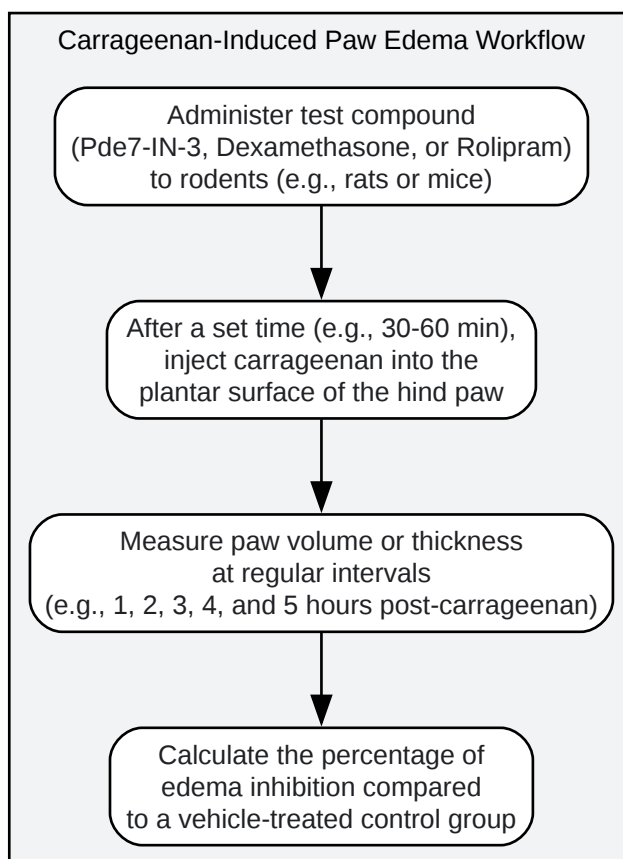 Carrageenan-Induced Paw Edema Workflow
Administer test compound
(Pde7-IN-3, Dexamethasone, or Rolipram)
to rodents (e.g., rats or mice)
After a set time (e.g., 30-60 min),
inject carrageenan into the
plantar surface of the hind paw
Measure paw volume or thickness
at regular intervals
(e.g., 1, 2, 3, 4, and 5 hours post-carrageenan)
Calculate the percentage of
edema inhibition compared
to a vehicle-treated control group